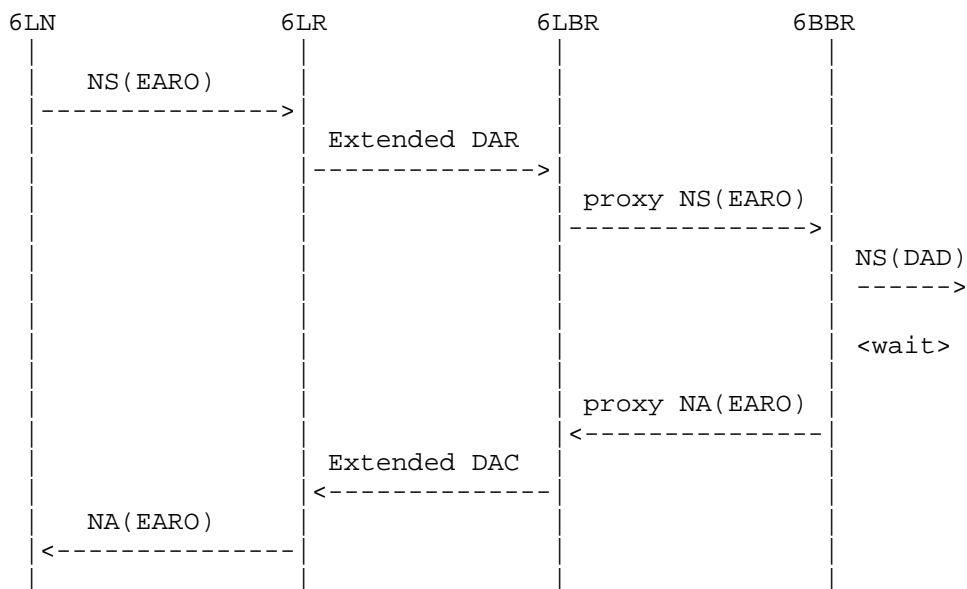 6LN 6LR 6LBR 6BBR
NS(EARO)
Extended DAR
proxy NS(EARO)
NS(DAD)
<wait>
proxy NA(EARO)
Extended DAC
NA(EARO)